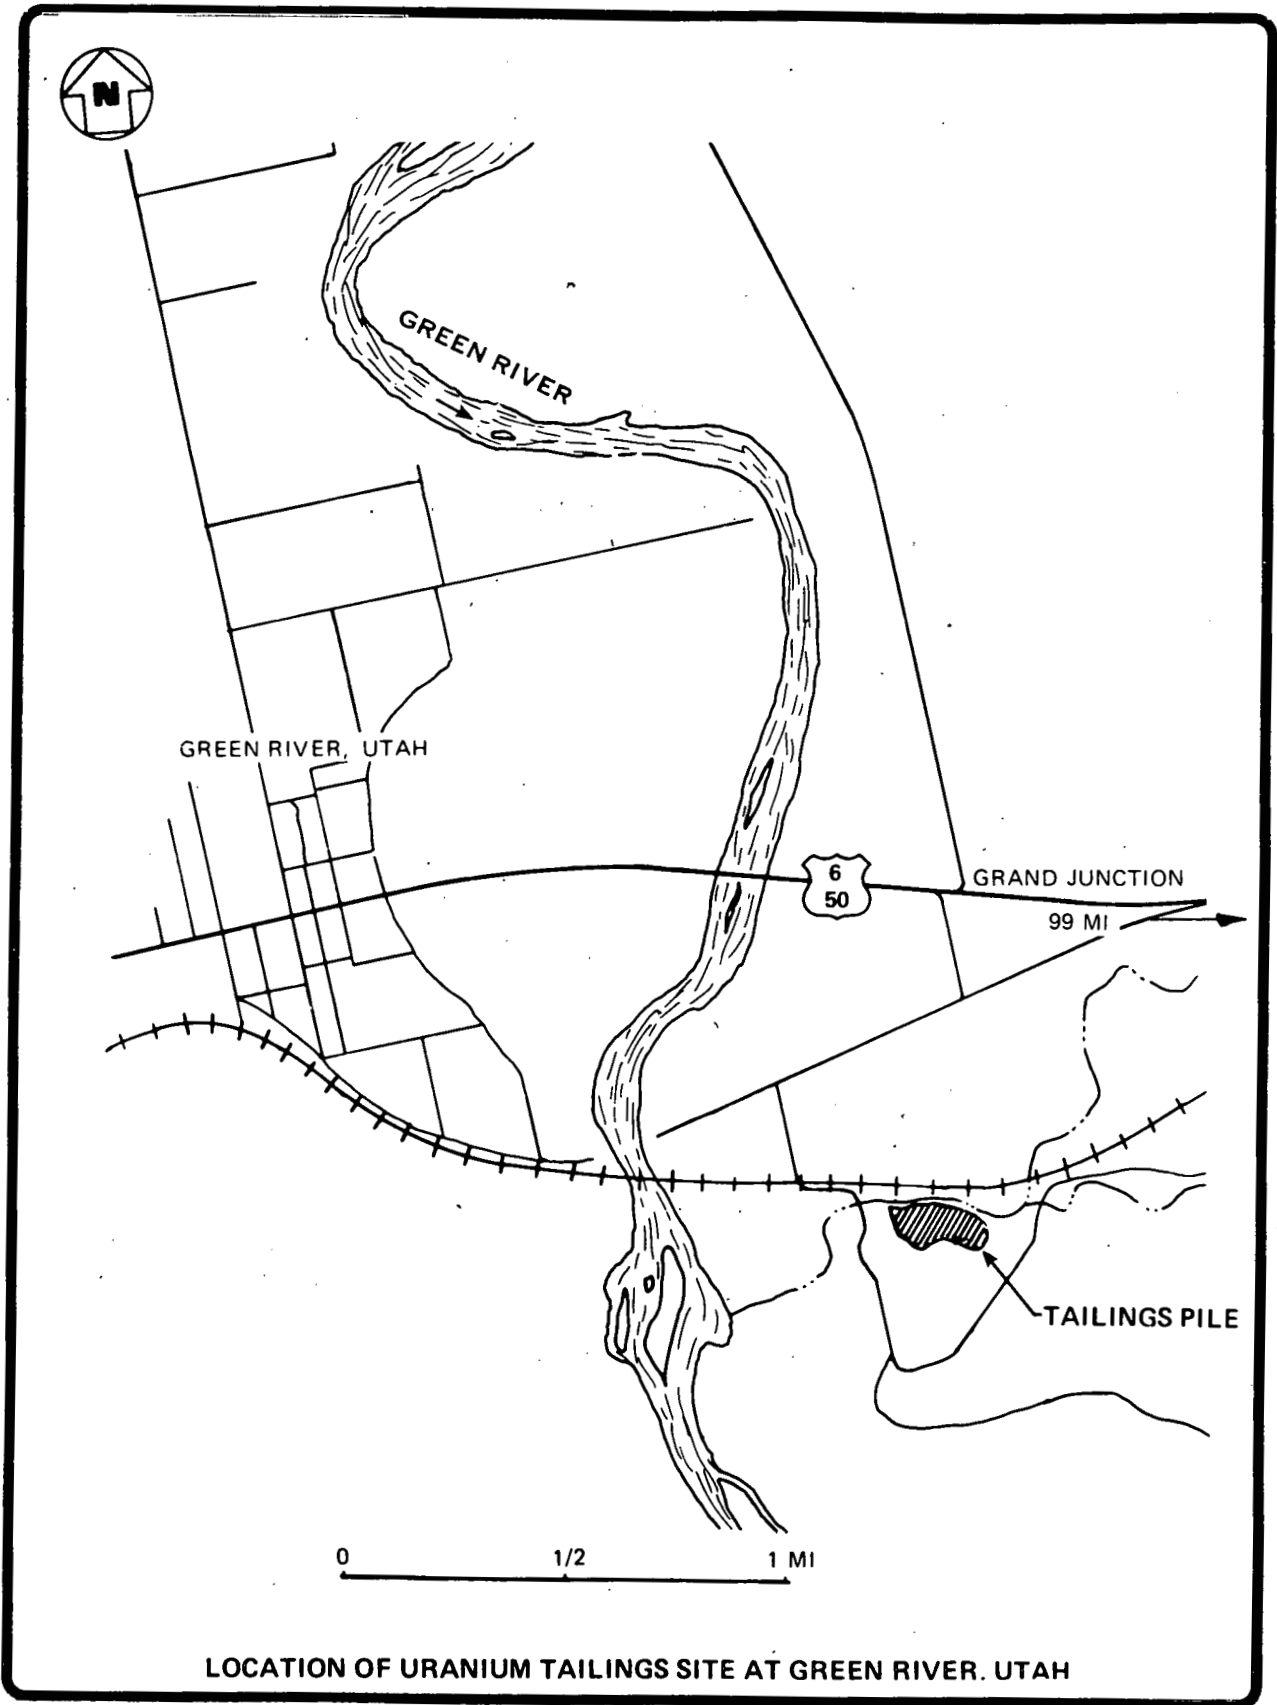 N
GREEN RIVER
GREEN RIVER, UTAH
6
50
GRAND JUNCTION
99 MI
TAILINGS PILE
0 1/2 1 MI
LOCATION OF URANIUM TAILINGS SITE AT GREEN RIVER. UTAH